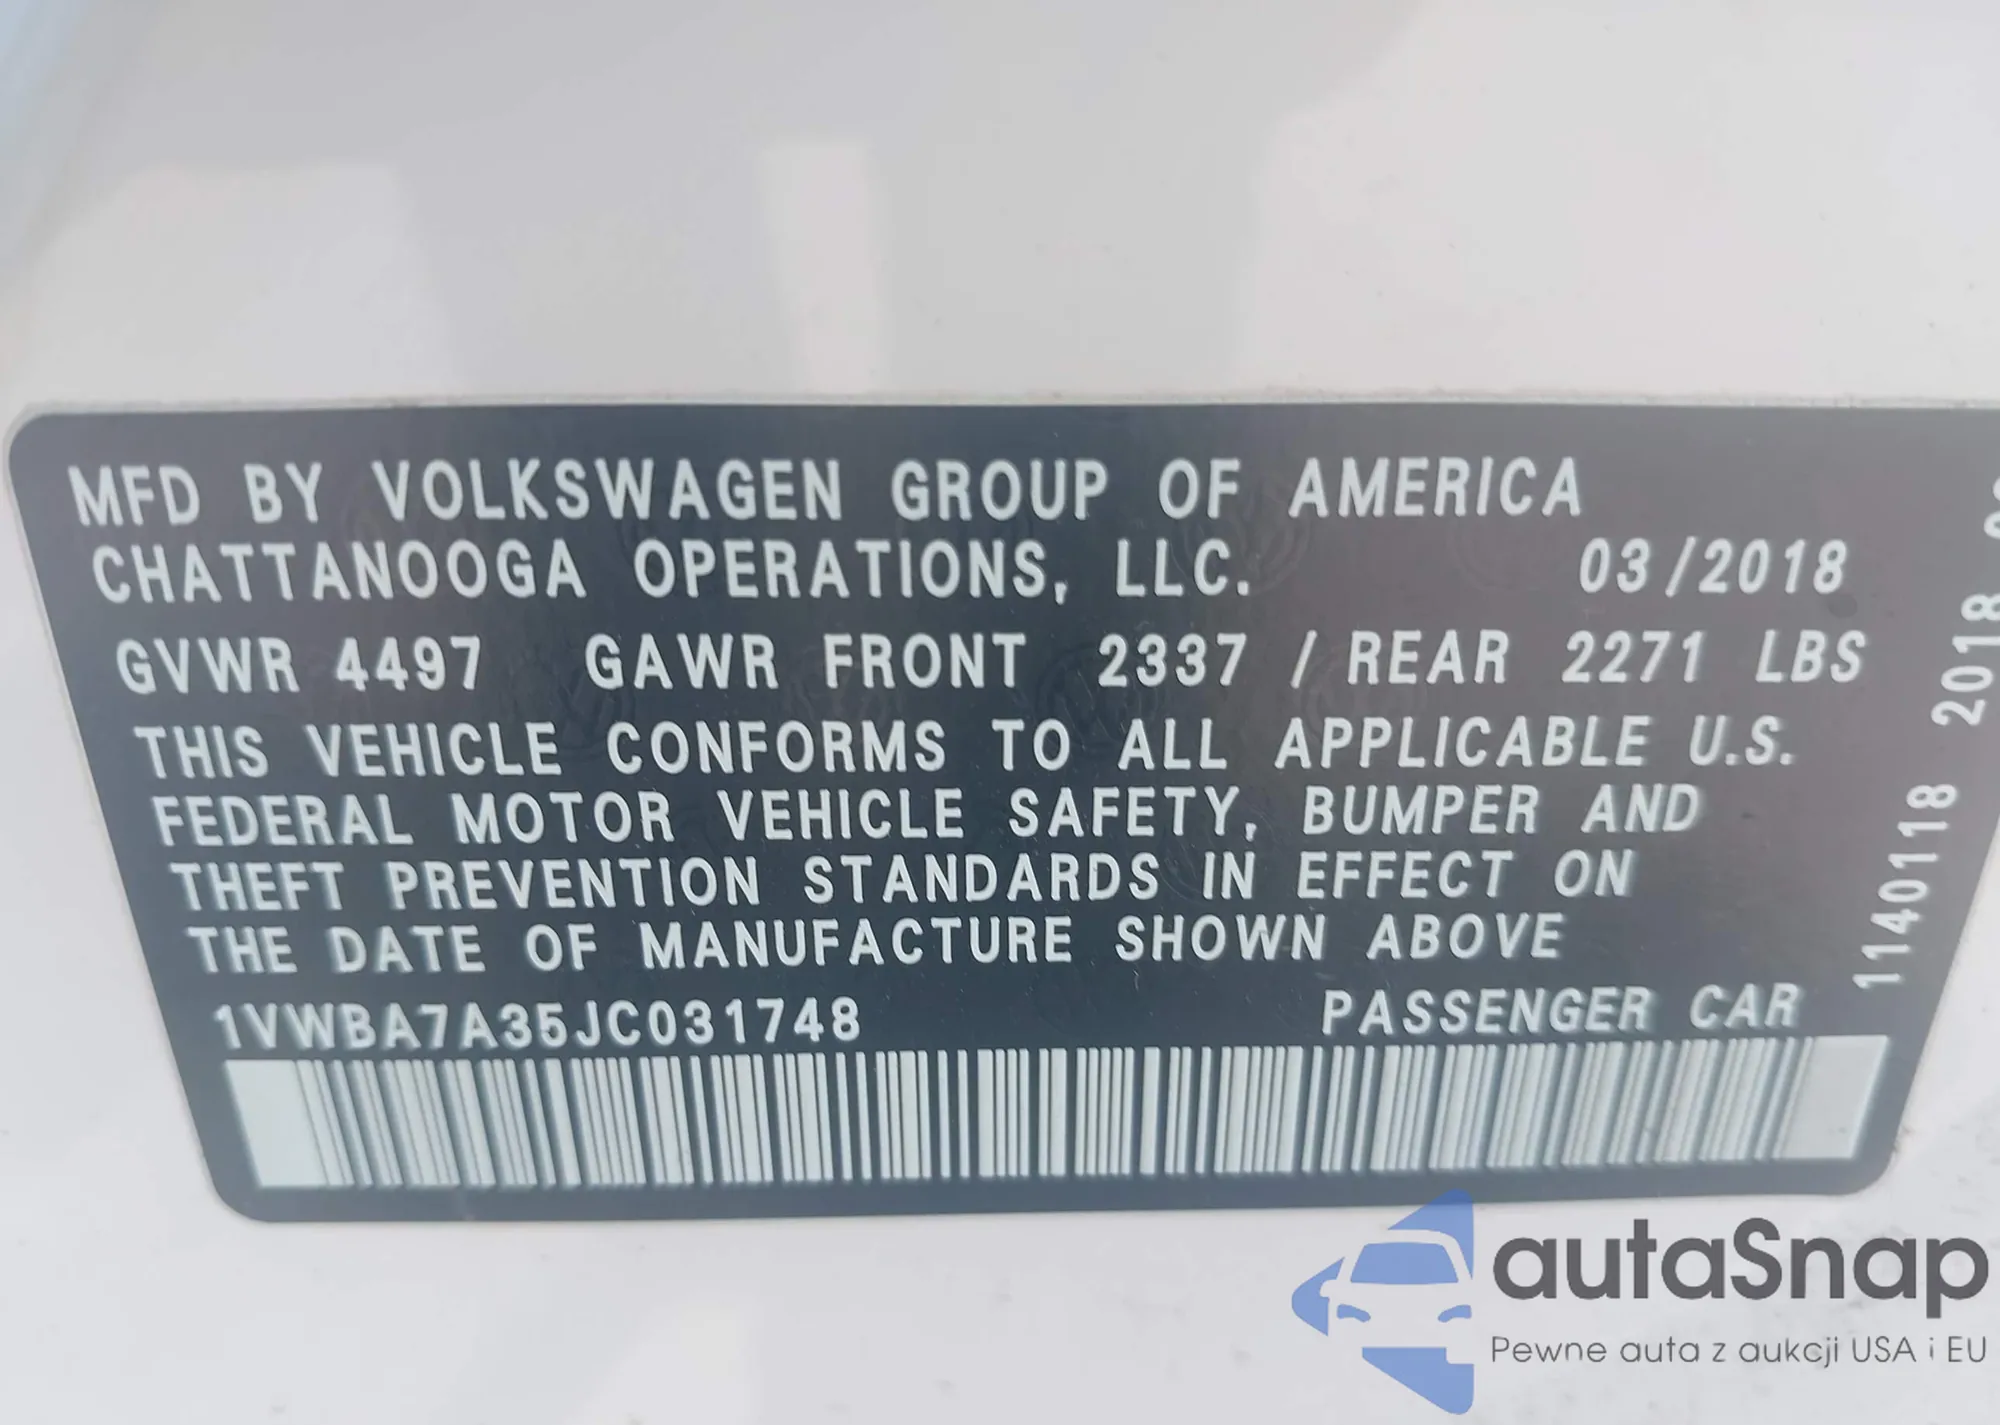 MFD BY VOLKSWAGEN GROUP OF AMERICA
CHATTANOOGA OPERATIONS, LLC. 03/2018
GVWR 4497 GAWR FRONT 2337 / REAR 2271 LBS
THIS VEHICLE CONFORMS TO ALL APPLICABLE U.S.
FEDERAL MOTOR VEHICLE SAFETY, BUMPER AND
THEFT PREVENTION STANDARDS IN EFFECT ON
THE DATE OF MANUFACTURE SHOWN ABOVE
1VWBA7A35JC031748 PASSENGER CAR
1140118 2018
autaSnap
Pewne auta z aukcji USA i EU